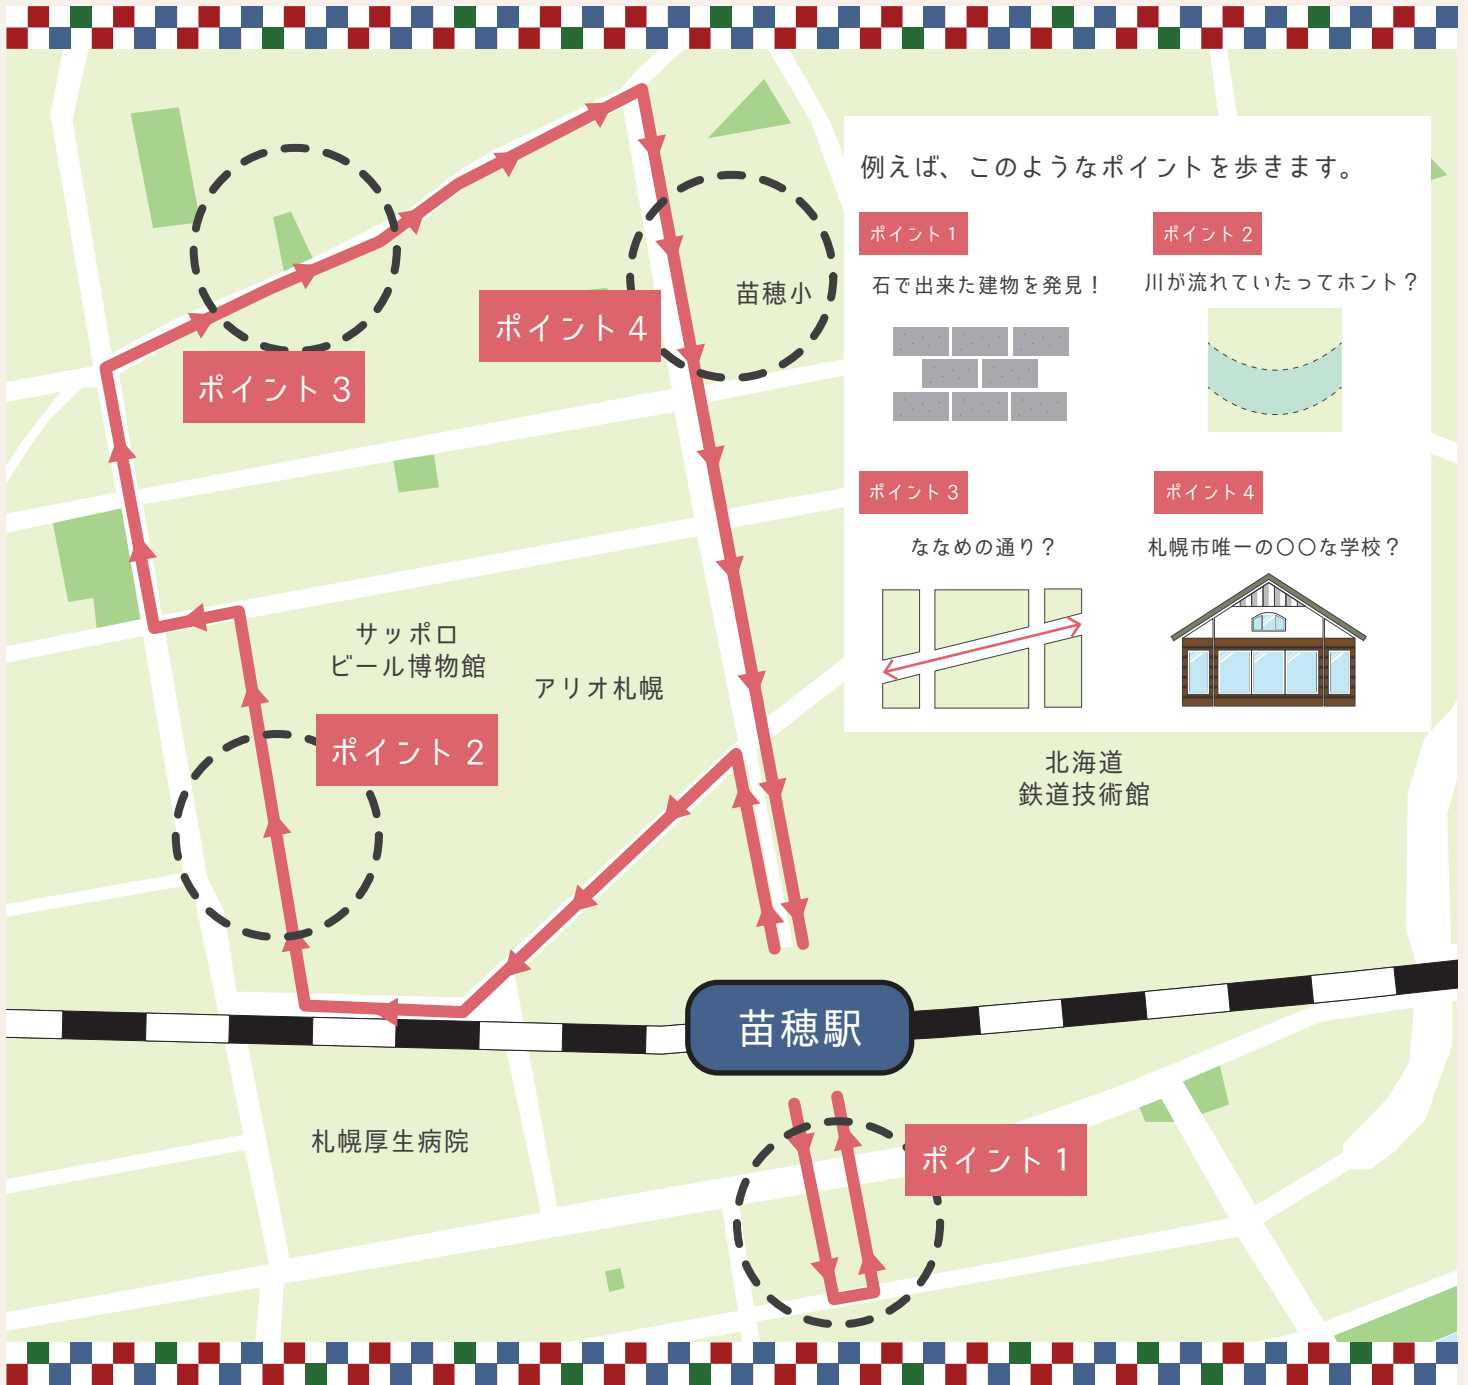 例えば、このようなポイントを歩きます。
ポイント1
石で出来た建物を発見！
ポイント2
川が流れていたってホント？
ポイント3
ななめの通り？
ポイント4
札幌市唯一の〇〇な学校？
苗穂小
ポイント4
ポイント3
サッポロ
ビール博物館
アリオ札幌
ポイント2
北海道
鉄道技術館
苗穂駅
札幌厚生病院
ポイント1